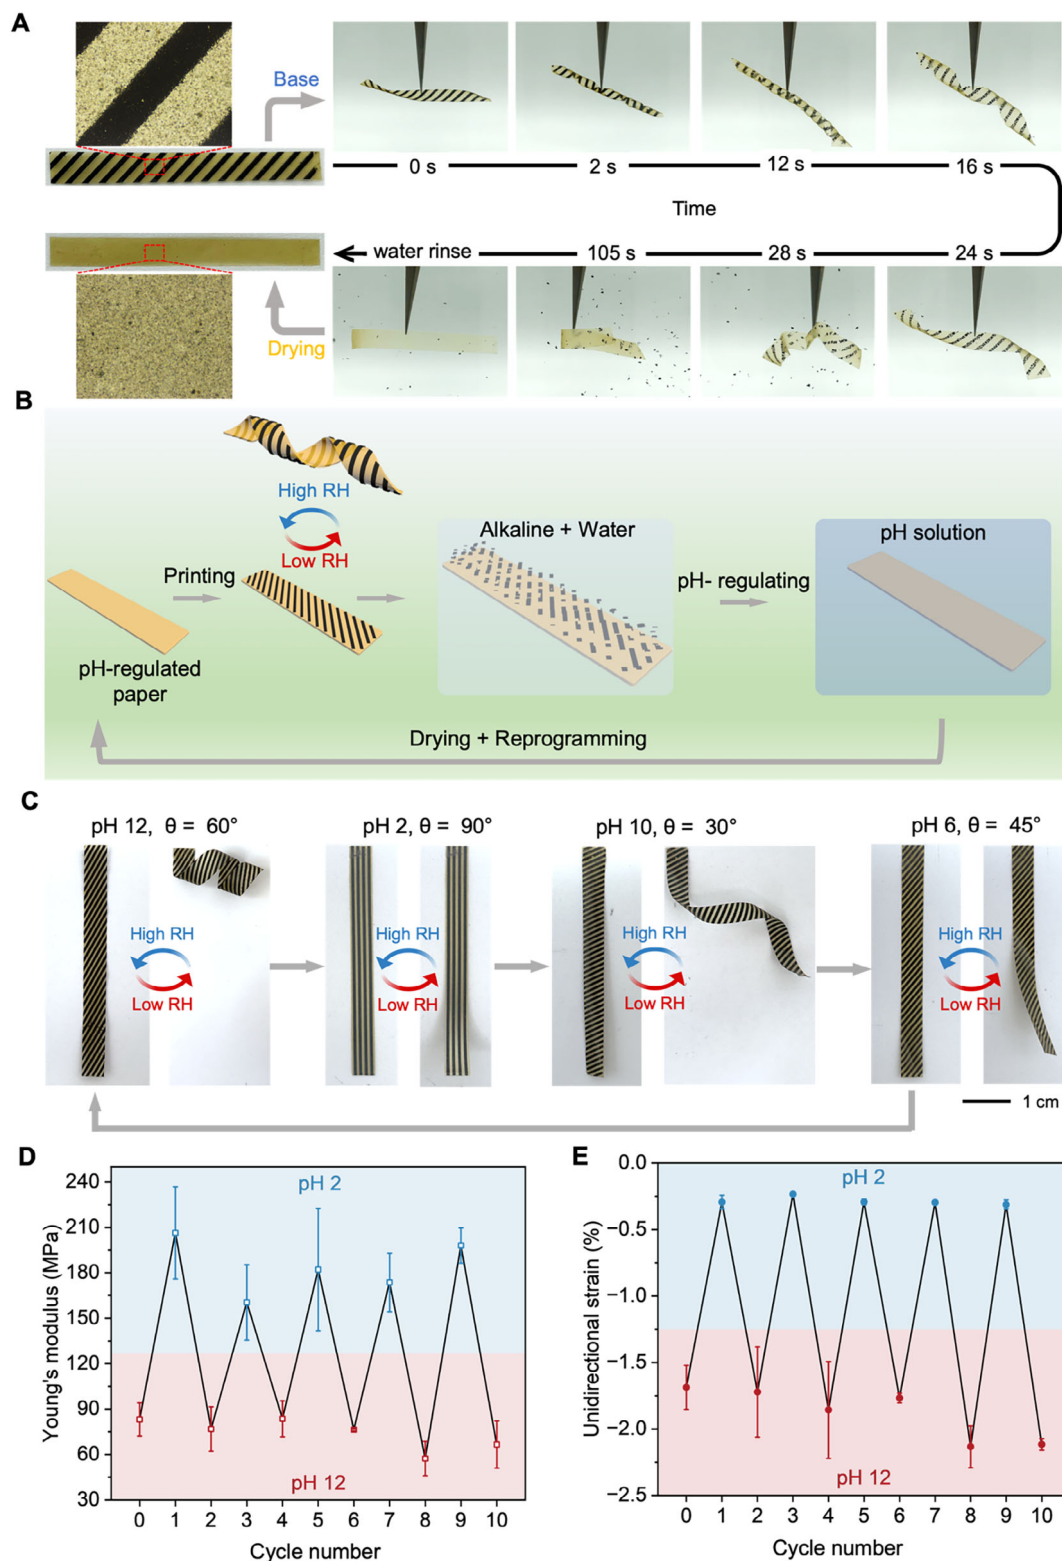 A
Base
0 s
2 s
12 s
16 s
Time
water rinse
105 s
28 s
24 s
Drying
B
High RH
Low RH
Printing
pH-regulated
paper
Alkaline + Water
pH- regulating
pH solution
Drying + Reprogramming
C
pH 12, θ = 60°
pH 2, θ = 90°
pH 10, θ = 30°
pH 6, θ = 45°
High RH
Low RH
High RH
Low RH
High RH
Low RH
High RH
Low RH
1 cm
D
Young's modulus (MPa)
240
210
180
150
120
90
60
30
pH 2
pH 12
0 1 2 3 4 5 6 7 8 9 10
Cycle number
E
Unidirectional strain (%)
0.0
−0.5
−1.0
−1.5
−2.0
−2.5
pH 2
pH 12
0 1 2 3 4 5 6 7 8 9 10
Cycle number